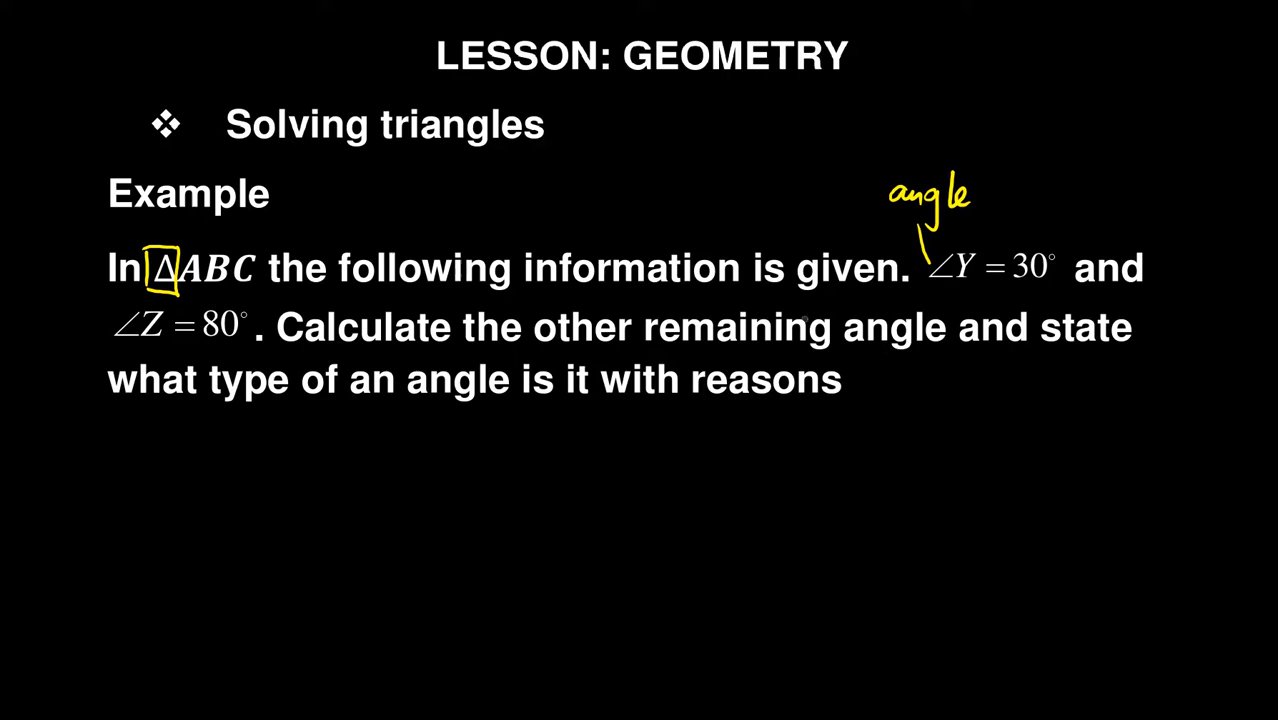 LESSON: GEOMETRY
❖ Solving triangles
Example
angle
In ΔABC the following information is given. ∠Y = 30° and
∠Z = 80°. Calculate the other remaining angle and state
what type of an angle is it with reasons